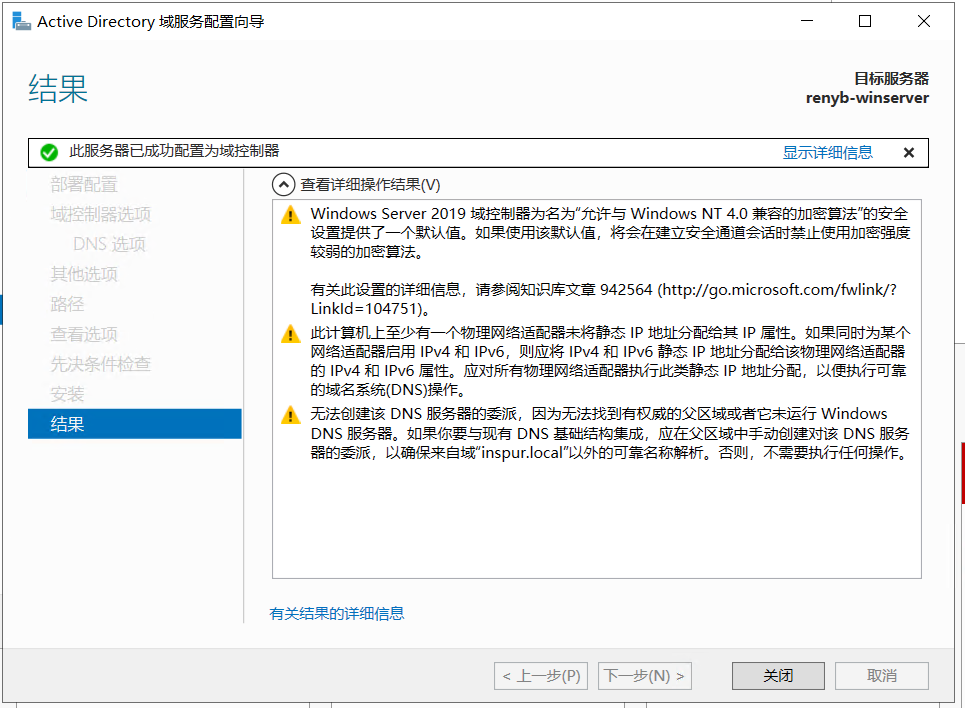 Active Directory 域服务配置向导
结果
目标服务器
renyb-winserver
此服务器已成功配置为域控制器
显示详细信息
部署配置
域控制器选项
DNS 选项
其他选项
路径
查看选项
先决条件检查
安装
结果
查看详细操作结果(V)
Windows Server 2019 域控制器为名为“允许与 Windows NT 4.0 兼容的加密算法”的安全
设置提供了一个默认值。如果使用该默认值，将会在建立安全通道会话时禁止使用加密强度
较弱的加密算法。
有关此设置的详细信息，请参阅知识库文章 942564 (http://go.microsoft.com/fwlink/?
LinkId=104751)。
此计算机上至少有一个物理网络适配器未将静态 IP 地址分配给其 IP 属性。如果同时为某个
网络适配器启用 IPv4 和 IPv6，则应将 IPv4 和 IPv6 静态 IP 地址分配给该物理网络适配器
的 IPv4 和 IPv6 属性。应对所有物理网络适配器执行此类静态 IP 地址分配，以便执行可靠
的域名系统(DNS)操作。
无法创建该 DNS 服务器的委派，因为无法找到有权威的父区域或者它未运行 Windows
DNS 服务器。如果你要与现有 DNS 基础结构集成，应在父区域中手动创建对该 DNS 服务
器的委派，以确保来自域“inspur.local”以外的可靠名称解析。否则，不需要执行任何操作。
有关结果的详细信息
< 上一步(P)
下一步(N) >
关闭
取消